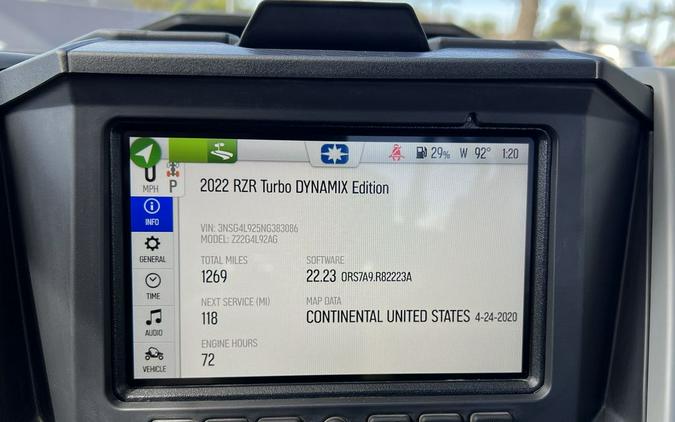 29% W 92° 1:20
0
MPH P
2022 RZR Turbo DYNAMIX Edition
INFO
VIN: 3NSG4L925NG383086
MODEL: Z22G4L92AG
GENERAL
TOTAL MILES SOFTWARE
1269 22.23 ORS7A9.R82223A
TIME
NEXT SERVICE (MI) MAP DATA
118 CONTINENTAL UNITED STATES 4-24-2020
AUDIO
ENGINE HOURS
72
VEHICLE